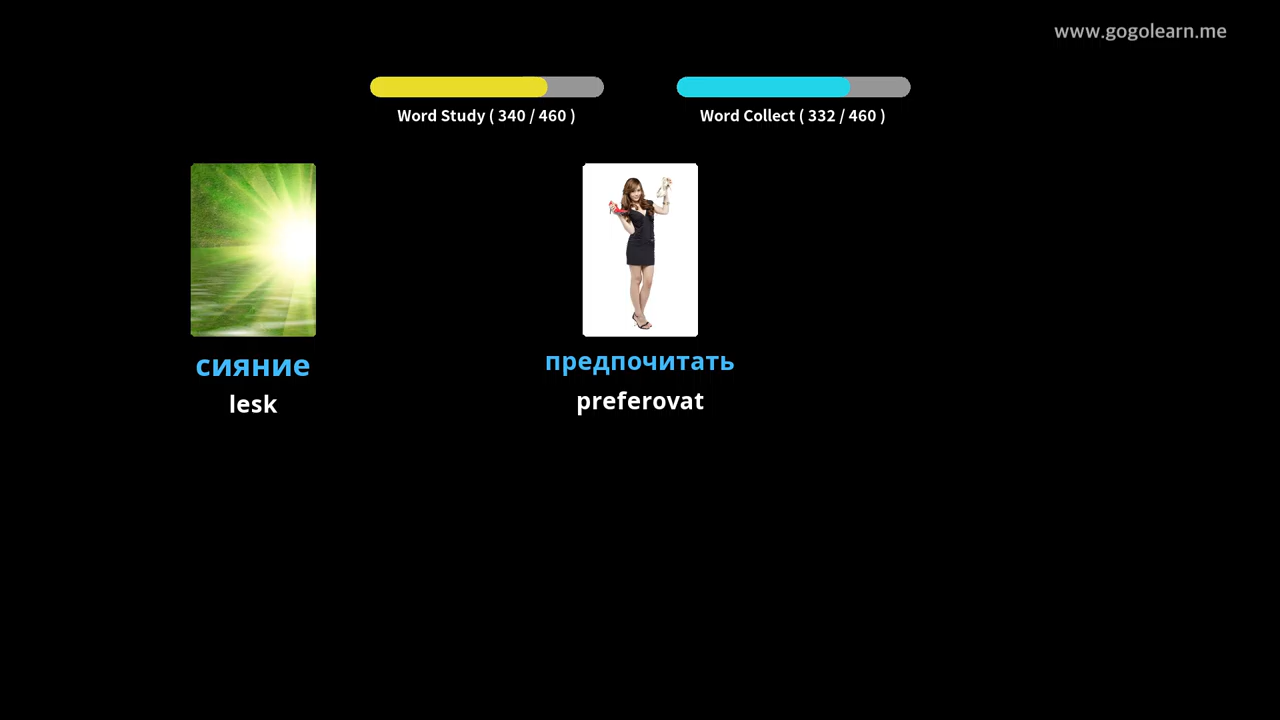 www.gogolearn.me
Word Study ( 340 / 460 )
Word Collect ( 332 / 460 )
сияние
lesk
предпочитать
preferovat